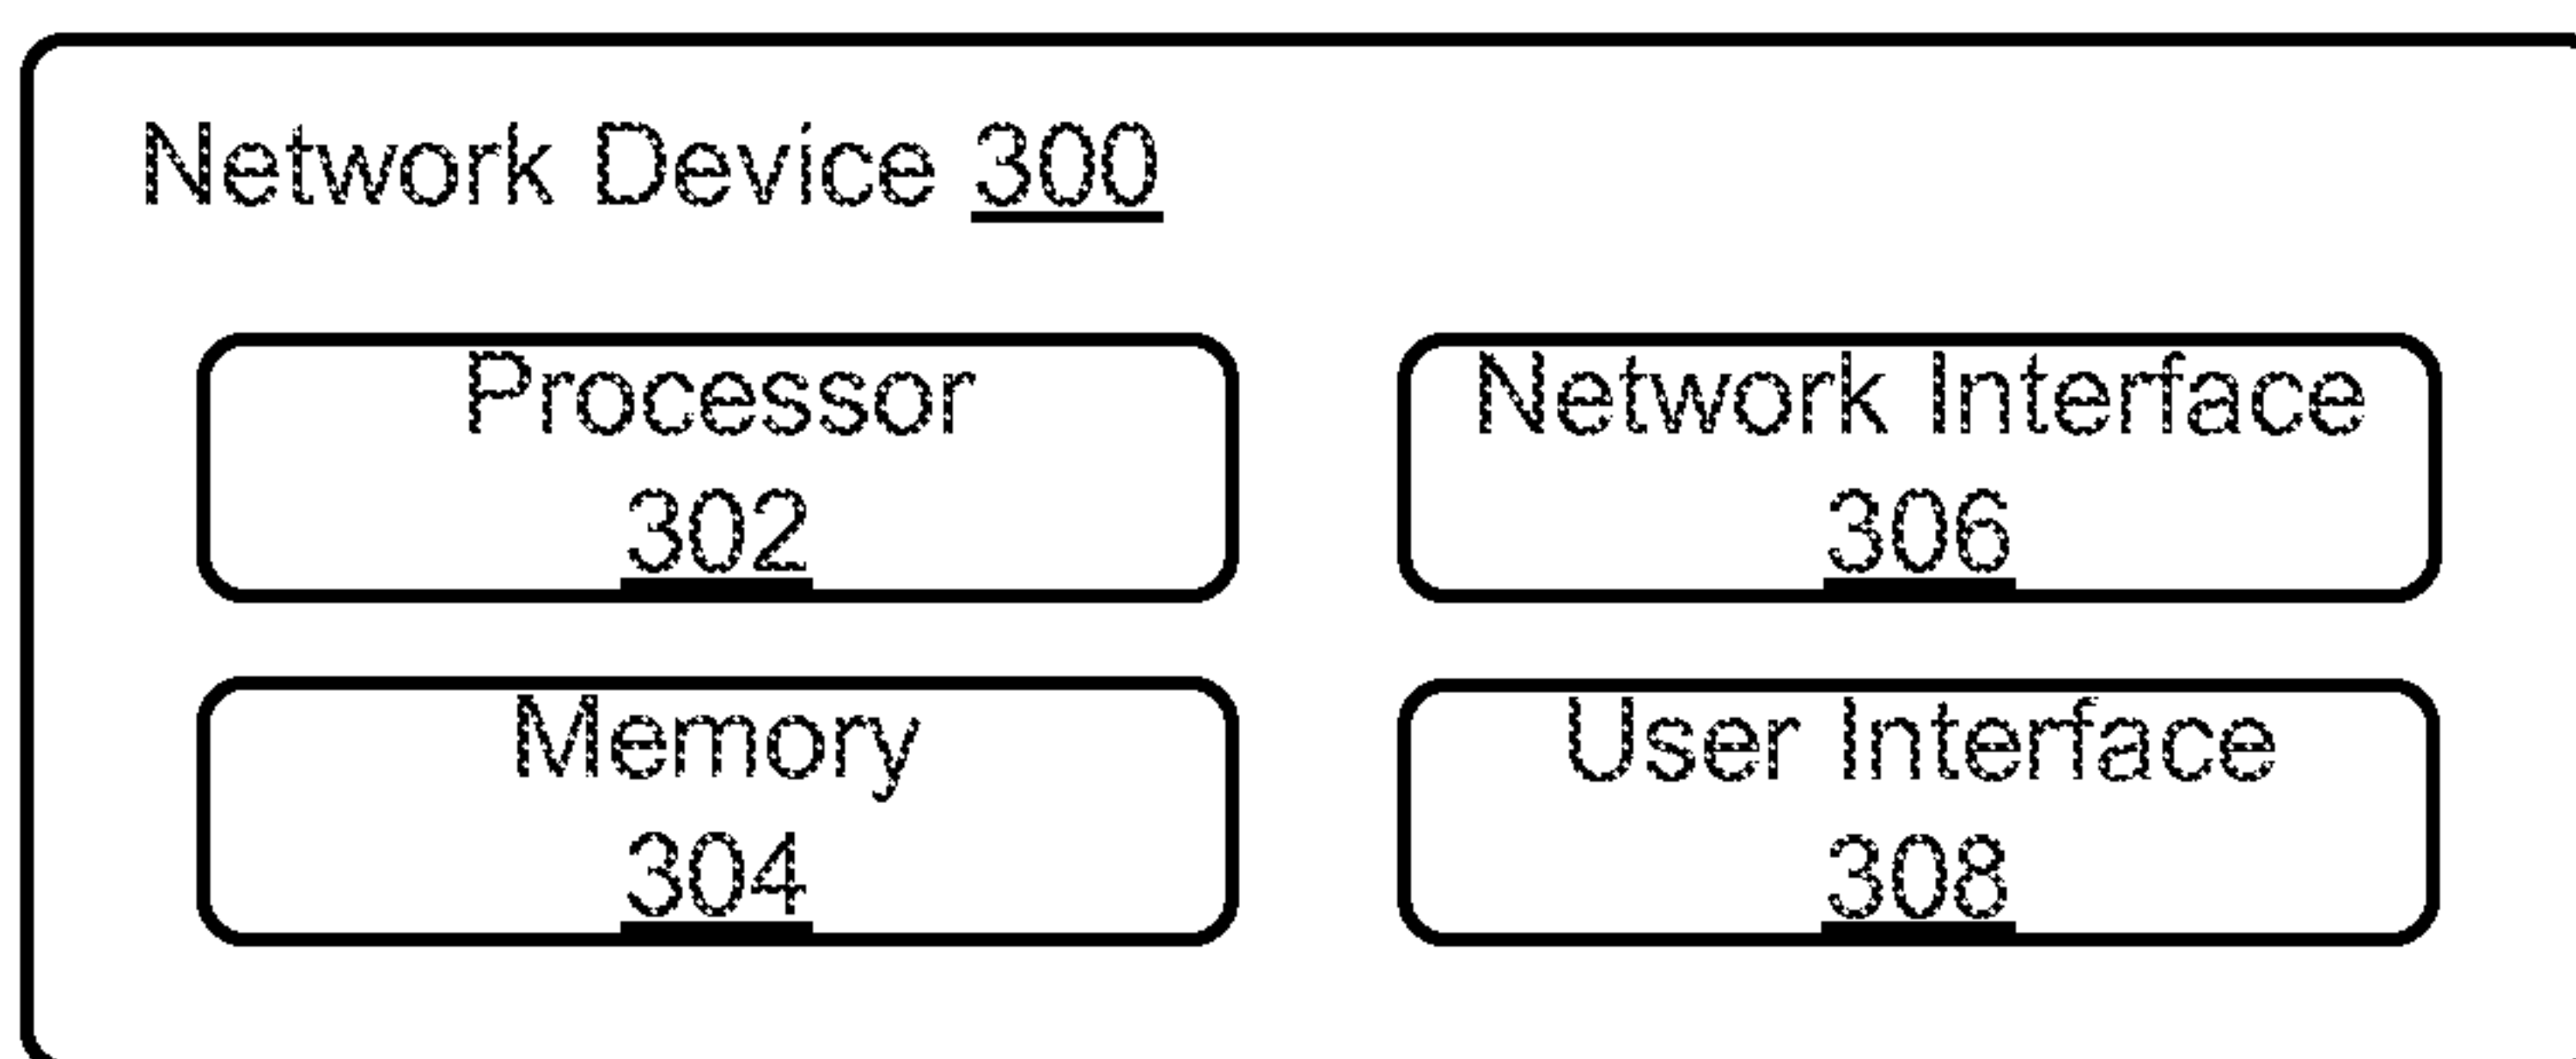 Network Device 300
Processor
302
Network Interface
306
Memory
304
User Interface
308